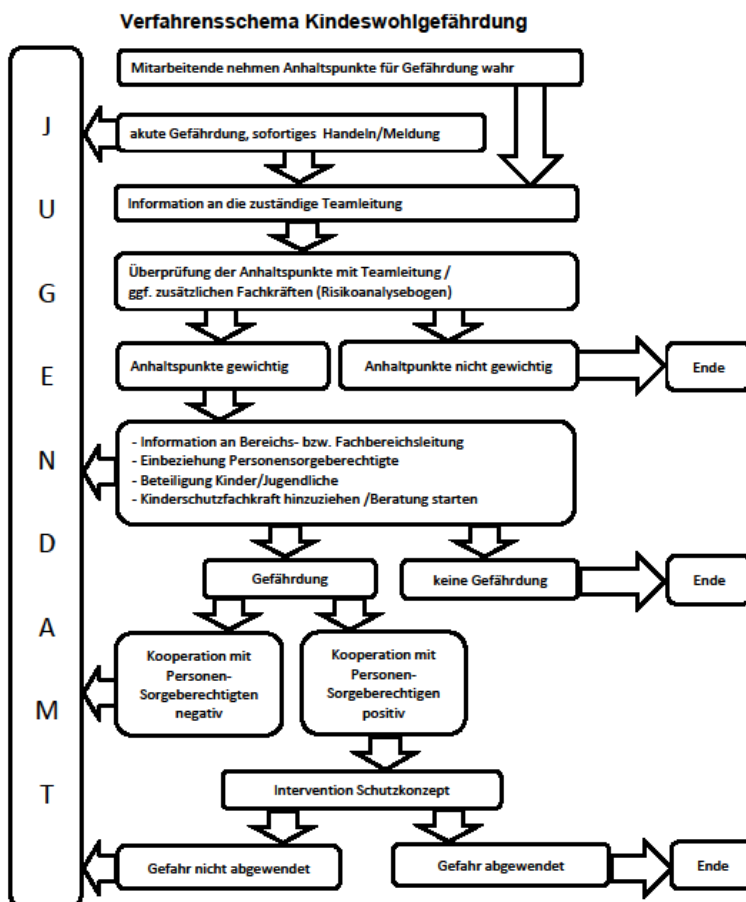 Verfahrensschema Kindeswohlgefährdung
J
U
G
E
N
D
A
M
T
Mitarbeitende nehmen Anhaltspunkte für Gefährdung wahr
akute Gefährdung, sofortiges Handeln/Meldung
Information an die zuständige Teamleitung
Überprüfung der Anhaltspunkte mit Teamleitung /
ggf. zusätzlichen Fachkräften (Risikoanalysebogen)
Anhaltspunkte gewichtig
Anhaltpunkte nicht gewichtig
Ende
- Information an Bereichs- bzw. Fachbereichsleitung
- Einbeziehung Personensorgeberechtigte
- Beteiligung Kinder/Jugendliche
- Kinderschutzfachkraft hinzuziehen /Beratung starten
Gefährdung
keine Gefährdung
Ende
Kooperation mit
Personen-
Sorgeberechtigten
negativ
Kooperation mit
Personen-
Sorgeberechtigen
positiv
Intervention Schutzkonzept
Gefahr nicht abgewendet
Gefahr abgewendet
Ende